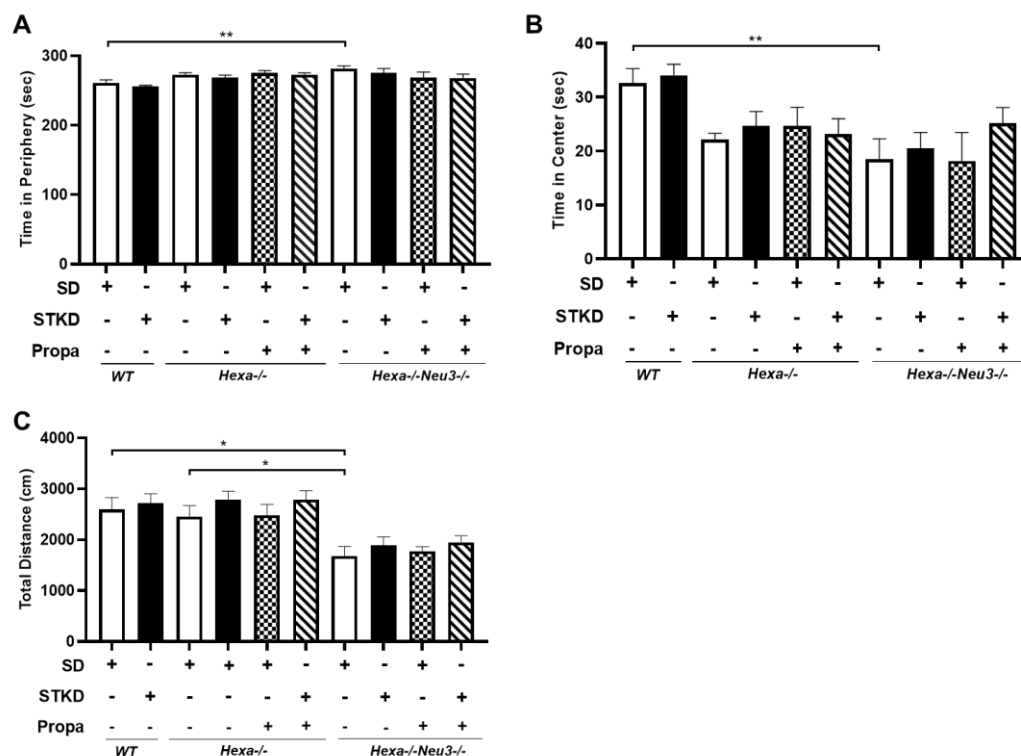 A
**
Time in Periphery (sec)
300
200
100
0
SD + - + - + - + - + -
STKD - + - + - + - + - +
Propa - - - - + + - - + +
WT Hexa-/- Hexa-/-Neu3-/-
B
**
Time in Center (sec)
40
30
20
10
0
SD + - + - + - + - + -
STKD - + - + - + - + - +
Propa - - - - + + - - + +
WT Hexa-/- Hexa-/-Neu3-/-
C
*
*
Total Distance (cm)
4000
3000
2000
1000
0
SD + - + + + - + - + -
STKD - + - - - + - + - +
Propa - - - - + + - - + +
WT Hexa-/- Hexa-/-Neu3-/-